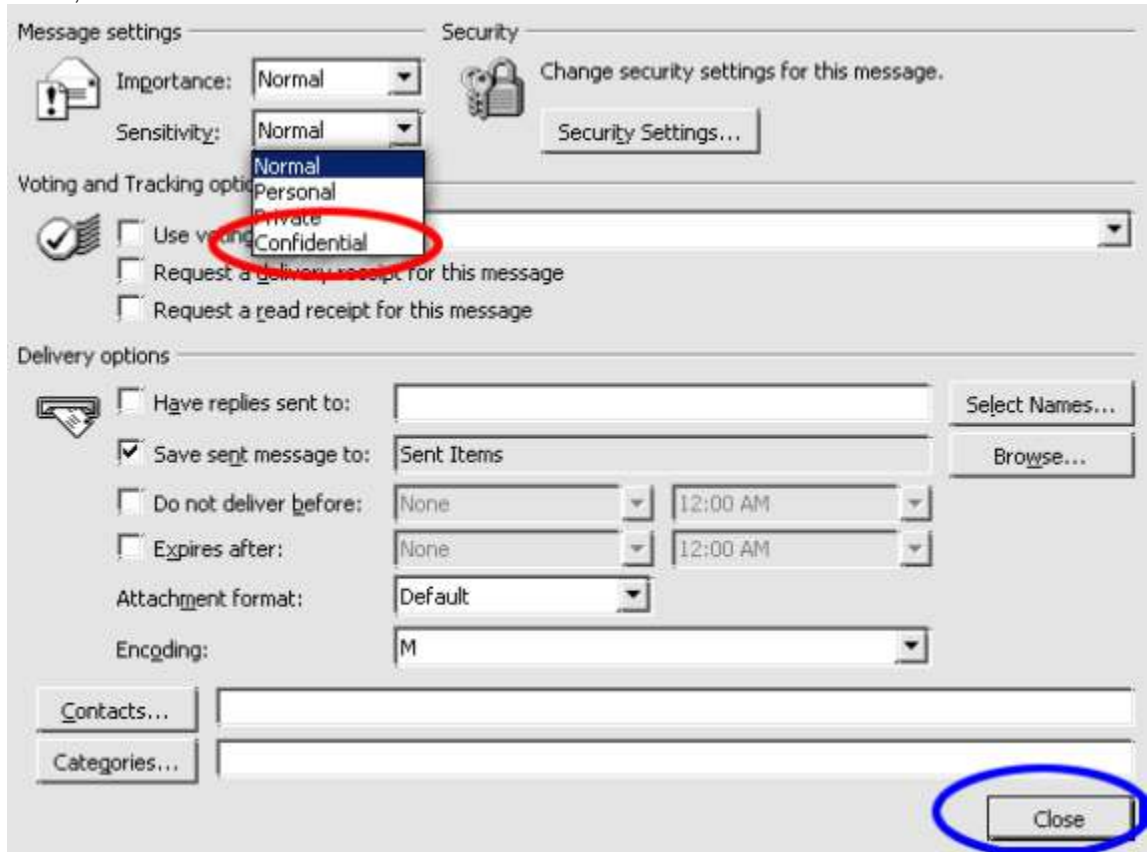 Message settings
Security
Importance:
Normal
Change security settings for this message.
Sensitivity:
Normal
Security Settings...
Normal
Personal
Private
Confidential
Voting and Tracking optio
Use voting
Request a delivery receipt for this message
Request a read receipt for this message
Delivery options
Have replies sent to:
Select Names...
Save sent message to:
Sent Items
Browse...
Do not deliver before:
None
12:00 AM
Expires after:
None
12:00 AM
Attachment format:
Default
Encoding:
M
Contacts...
Categories...
Close